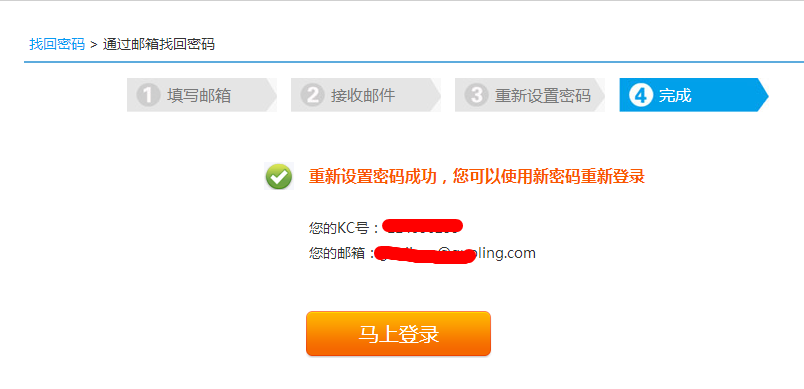 找回密码 > 通过邮箱找回密码
1 填写邮箱 2 接收邮件 3 重新设置密码 4 完成
重新设置密码成功，您可以使用新密码重新登录
您的KC号：
您的邮箱：ling.com
马上登录